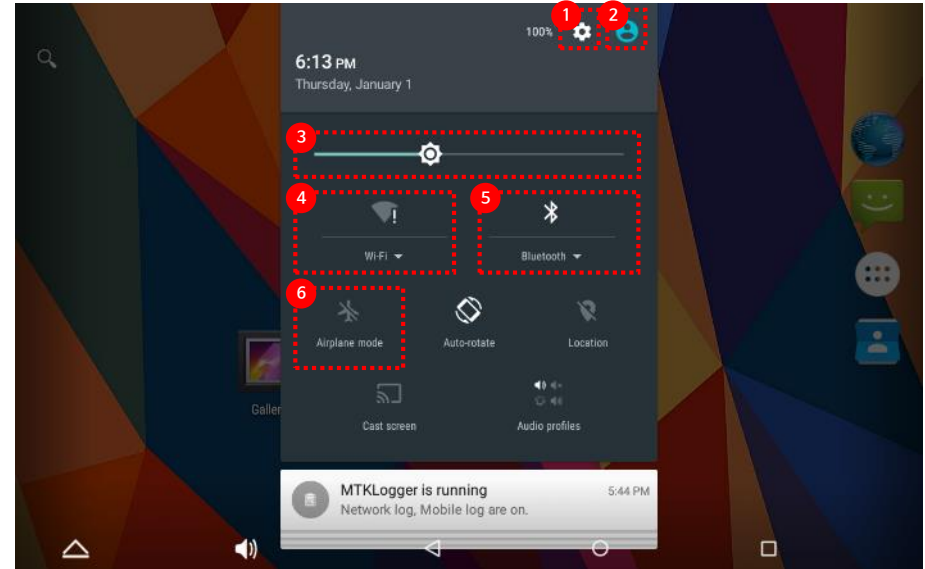 1
2
100%
6:13 PM
Thursday, January 1
3
4
5
Wi-Fi
Bluetooth
6
Airplane mode
Auto-rotate
Location
Galler
Cast screen
Audio profiles
MTKLogger is running
5:44 PM
Network log, Mobile log are on.